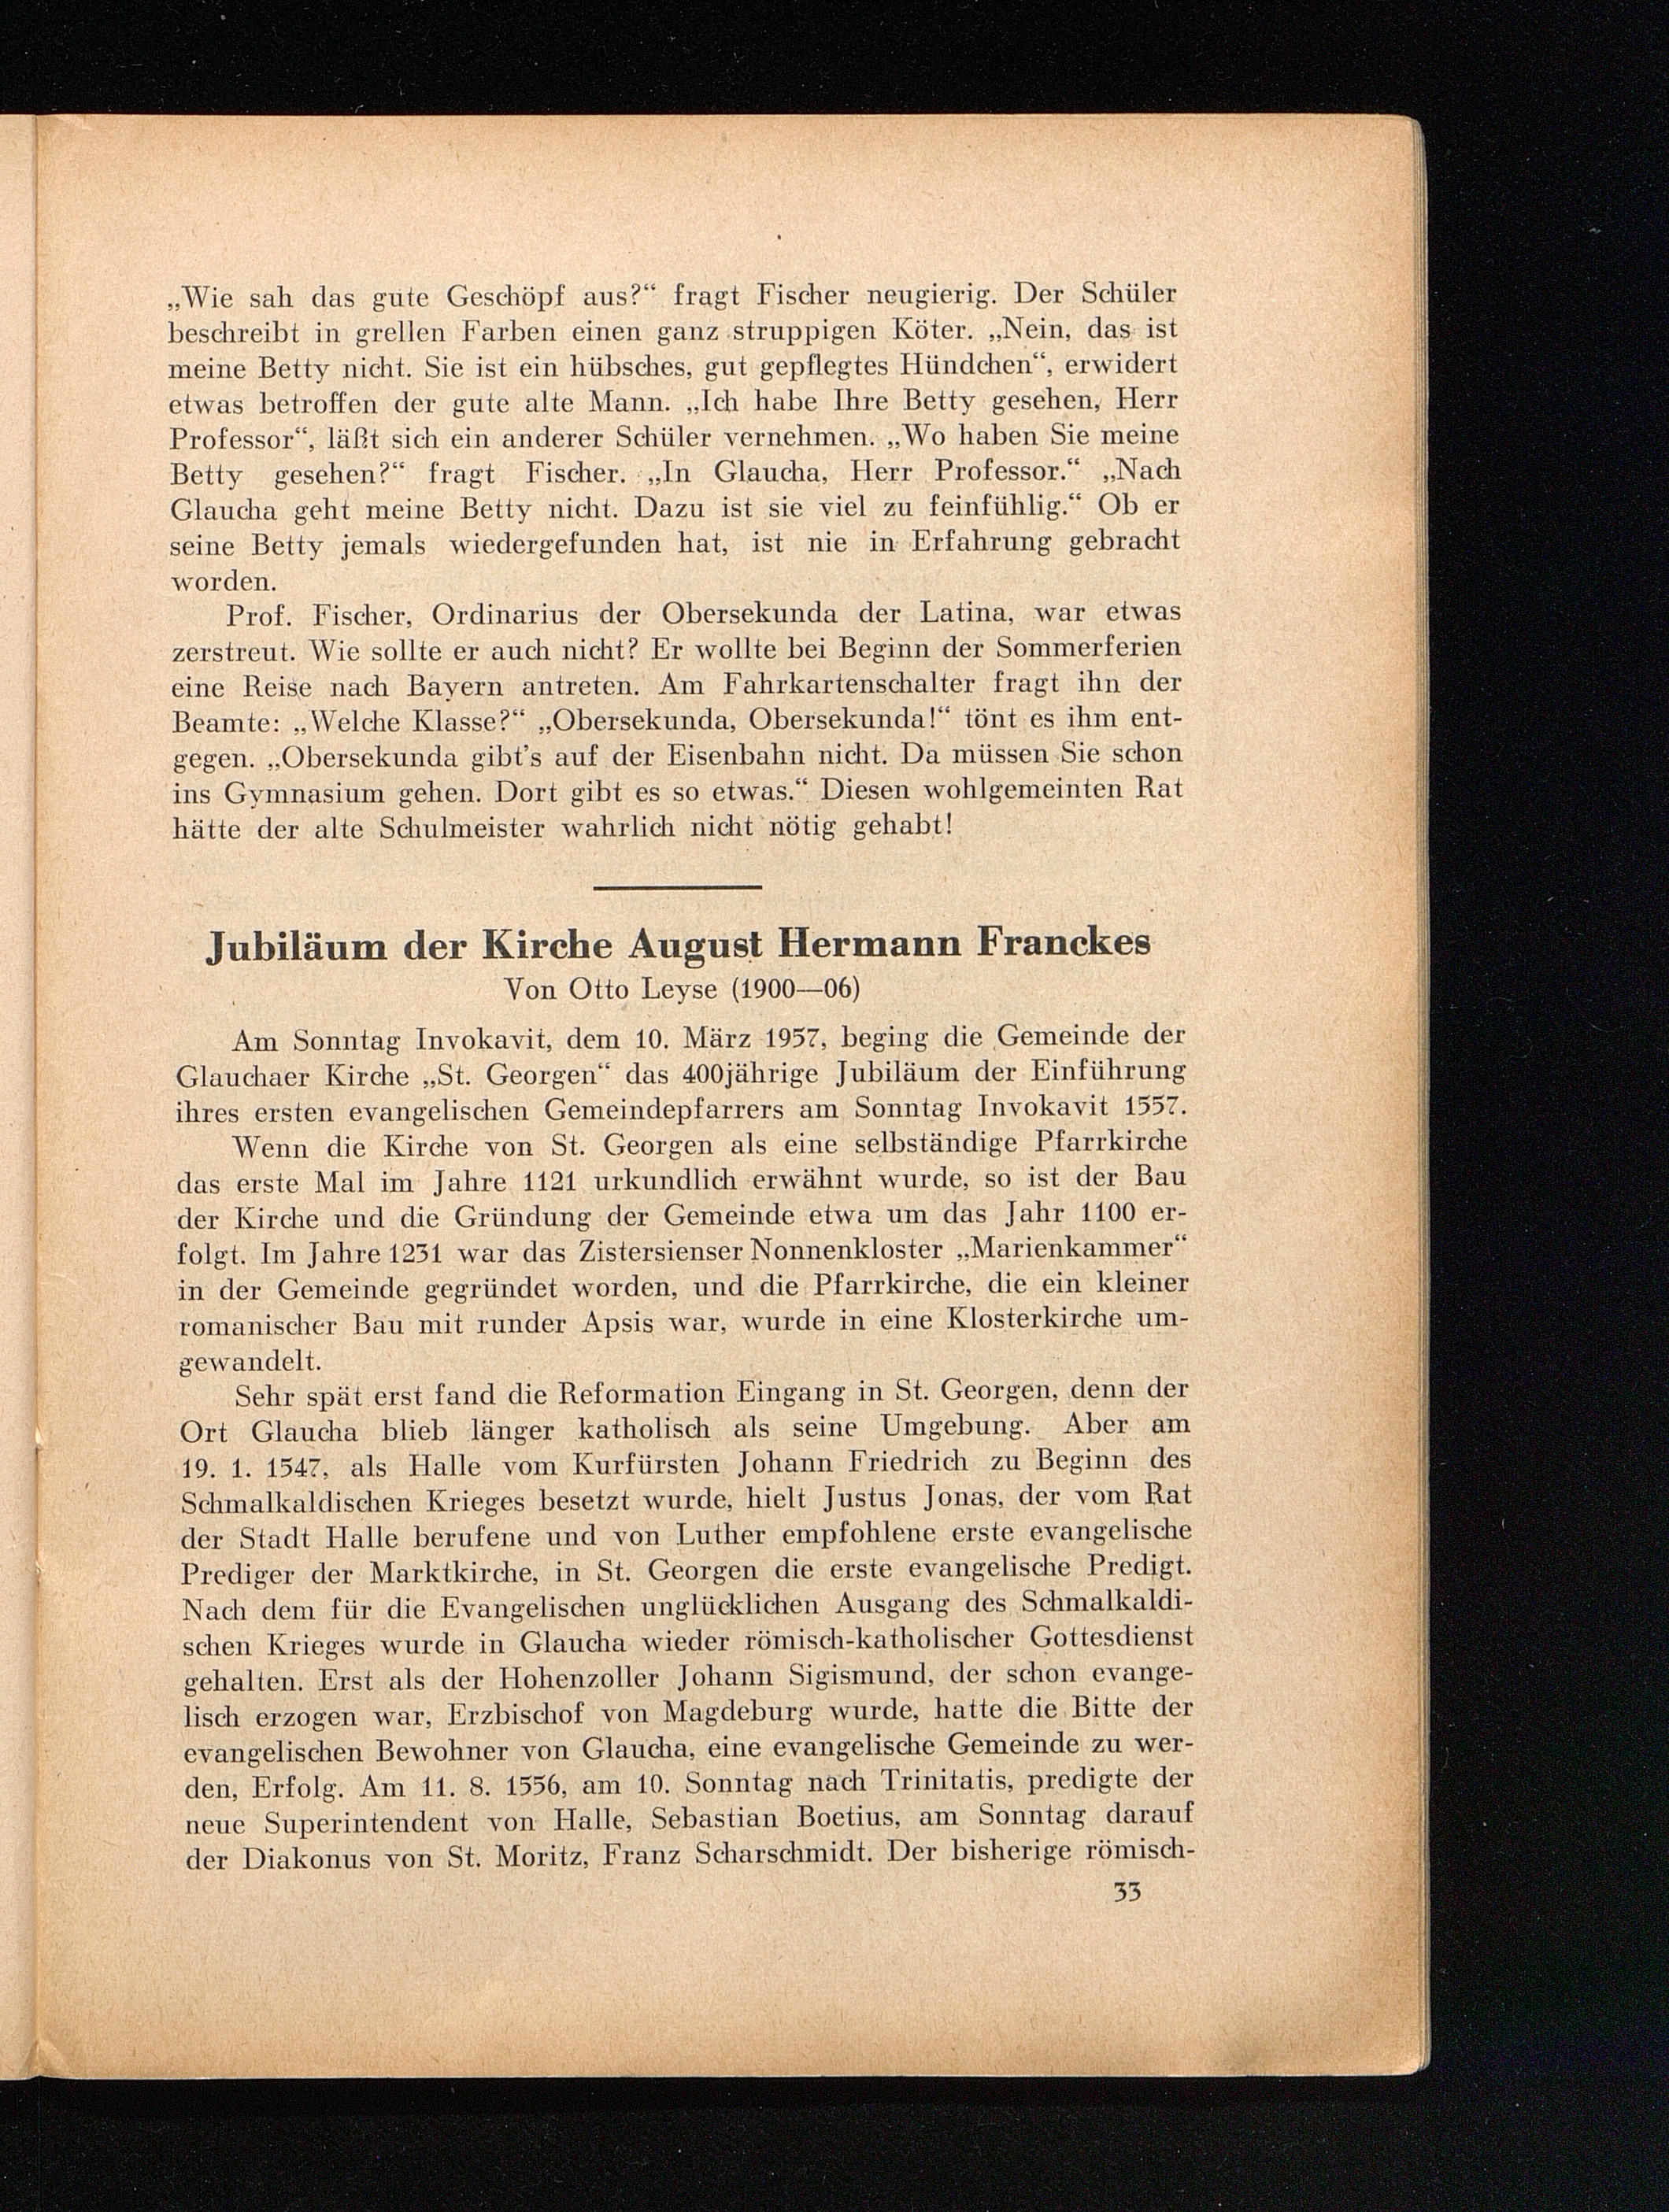 „Wie sah das gute Geschöpf aus?“ fragt Fischer neugierig. Der Schüler
beschreibt in grellen Farben einen ganz struppigen Köter. „Nein, das ist
meine Betty nicht. Sie ist ein hübsches, gut gepflegtes Hündchen“, erwidert
etwas betroffen der gute alte Mann. „Ich habe Ihre Betty gesehen, Herr
Professor“, läßt sich ein anderer Schüler vernehmen. „Wo haben Sie meine
Betty gesehen?“ fragt Fischer. „In Glaucha, Herr Professor.“ „Nach
Glaucha geht meine Betty nicht. Dazu ist sie viel zu feinfühlig.“ Ob er
seine Betty jemals wiedergefunden hat, ist nie in Erfahrung gebracht
worden.
Prof. Fischer, Ordinarius der Obersekunda der Latina, war etwas
zerstreut. Wie sollte er auch nicht? Er wollte bei Beginn der Sommerferien
eine Reise nach Bayern antreten. Am Fahrkartenschalter fragt ihn der
Beamte: „Welche Klasse?“ „Obersekunda, Obersekunda!“ tönt es ihm ent-
gegen. „Obersekunda gibt's auf der Eisenbahn nicht. Da müssen Sie schon
ins Gymnasium gehen. Dort gibt es so etwas.“ Diesen wohlgemeinten Rat
hätte der alte Schulmeister wahrlich nicht nötig gehabt!
Jubiläum der Kirche August Hermann Franckes
Von Otto Leyse (1900—06)
Am Sonntag Invokavit, dem 10. März 1957, beging die Gemeinde der
Glauchaer Kirche „St. Georgen“ das 400jährige Jubiläum der Einführung
ihres ersten evangelischen Gemeindepfarrers am Sonntag Invokavit 1557.
Wenn die Kirche von St. Georgen als eine selbständige Pfarrkirche
das erste Mal im Jahre 1121 urkundlich erwähnt wurde, so ist der Bau
der Kirche und die Gründung der Gemeinde etwa um das Jahr 1100 er-
folgt. Im Jahre 1231 war das Zistersienser Nonnenkloster „Marienkammer“
in der Gemeinde gegründet worden, und die Pfarrkirche, die ein kleiner
romanischer Bau mit runder Apsis war, wurde in eine Klosterkirche um-
gewandelt.
Sehr spät erst fand die Reformation Eingang in St. Georgen, denn der
Ort Glaucha blieb länger katholisch als seine Umgebung. Aber am
19. 1. 1547, als Halle vom Kurfürsten Johann Friedrich zu Beginn des
Schmalkaldischen Krieges besetzt wurde, hielt Justus Jonas, der vom Rat
der Stadt Halle berufene und von Luther empfohlene erste evangelische
Prediger der Marktkirche, in St. Georgen die erste evangelische Predigt.
Nach dem für die Evangelischen unglücklichen Ausgang des Schmalkaldi-
schen Krieges wurde in Glaucha wieder römisch-katholischer Gottesdienst
gehalten. Erst als der Hohenzoller Johann Sigismund, der schon evange-
lisch erzogen war, Erzbischof von Magdeburg wurde, hatte die Bitte der
evangelischen Bewohner von Glaucha, eine evangelische Gemeinde zu wer-
den, Erfolg. Am 11. 8. 1556, am 10. Sonntag nach Trinitatis, predigte der
neue Superintendent von Halle, Sebastian Boetius, am Sonntag darauf
der Diakonus von St. Moritz, Franz Scharschmidt. Der bisherige römisch-
33